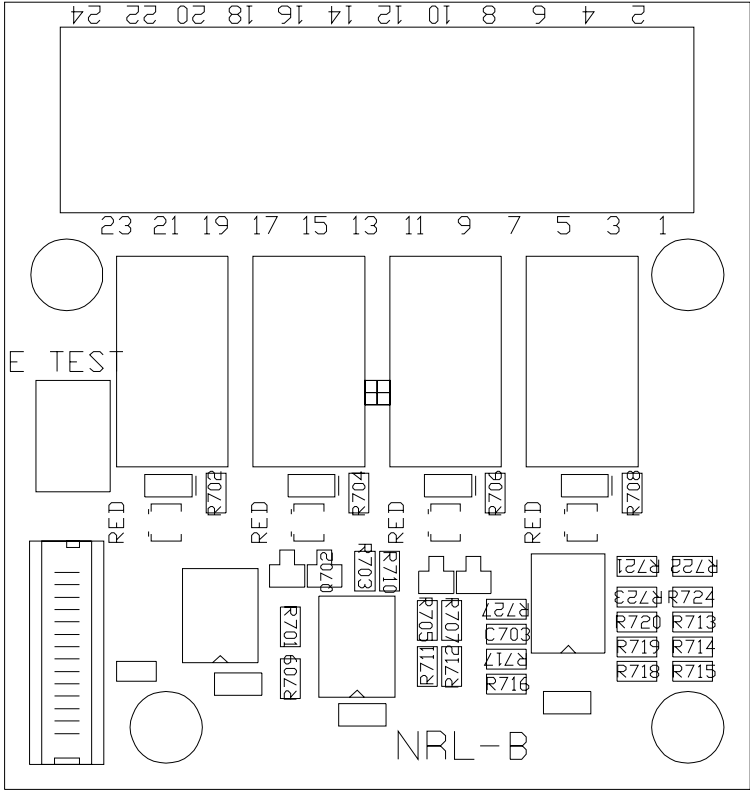 24 22 20 18 16 14 12 10 8 6 4 2
23 21 19 17 15 13 11 9 7 5 3 1
E TEST
R702
R704
R706
R708
RED
RED
RED
RED
Q702
R703
R710
R721
R722
R723
R724
R701
R705
R707
R727
C703
R720
R713
R719
R714
R709
R711
R712
R717
R716
R718
R715
NRL-B